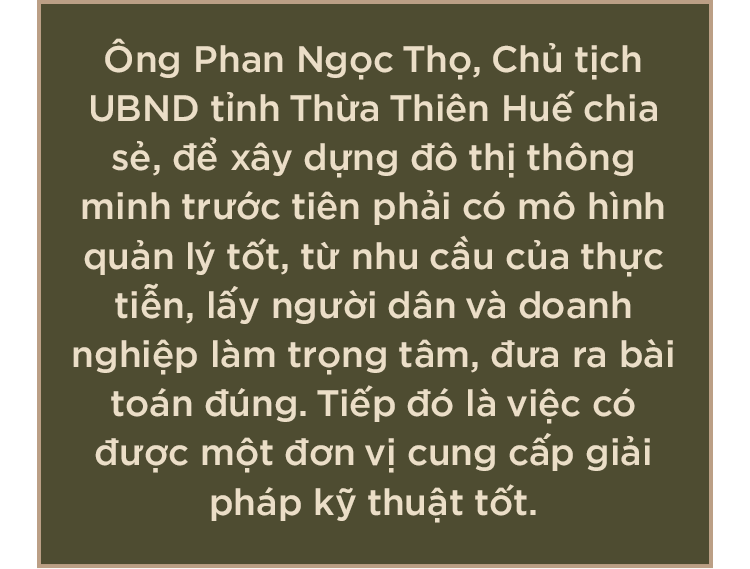 Ông Phan Ngọc Thọ, Chủ tịch
UBND tỉnh Thừa Thiên Huế chia
sẻ, để xây dựng đô thị thông
minh trước tiên phải có mô hình
quản lý tốt, từ nhu cầu của thực
tiễn, lấy người dân và doanh
nghiệp làm trọng tâm, đưa ra bài
toán đúng. Tiếp đó là việc có
được một đơn vị cung cấp giải
pháp kỹ thuật tốt.